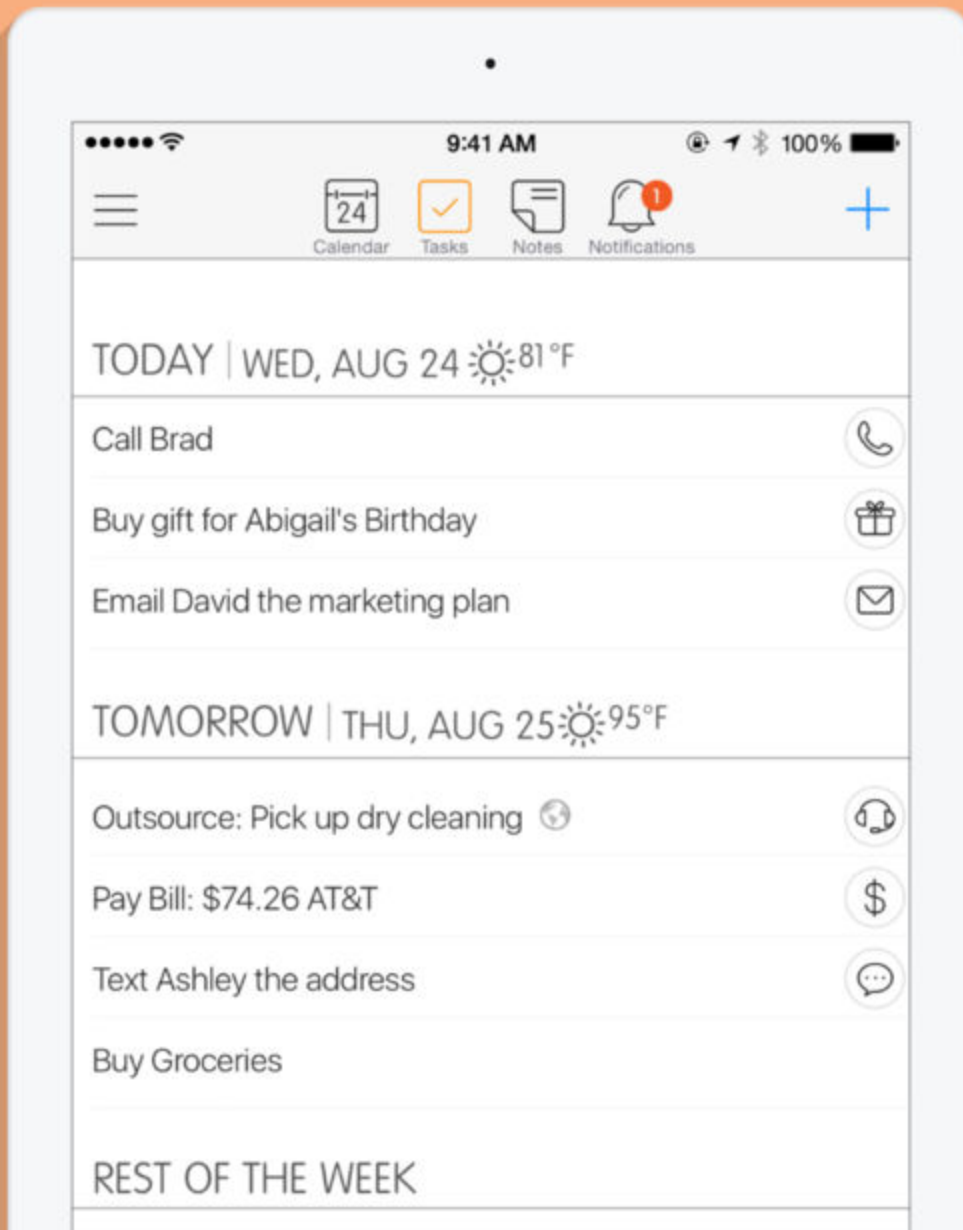 9:41 AM
100%
24
1
Calendar
Tasks
Notes
Notifications
TODAY | WED, AUG 24 81°F
Call Brad
Buy gift for Abigail's Birthday
Email David the marketing plan
TOMORROW | THU, AUG 25 95°F
Outsource: Pick up dry cleaning
Pay Bill: $74.26 AT&T
$
Text Ashley the address
Buy Groceries
REST OF THE WEEK